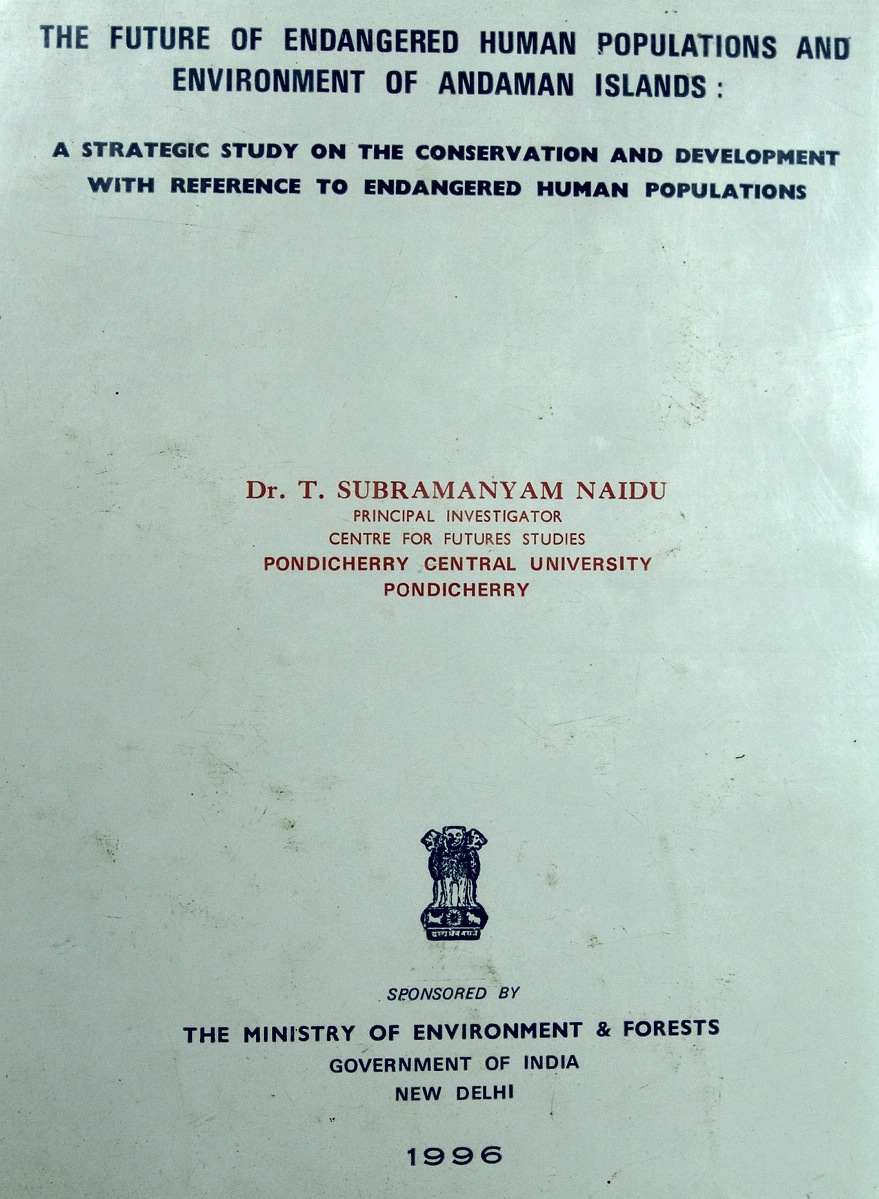 THE FUTURE OF ENDANGERED HUMAN POPULATIONS AND
ENVIRONMENT OF ANDAMAN ISLANDS :
A STRATEGIC STUDY ON THE CONSERVATION AND DEVELOPMENT
WITH REFERENCE TO ENDANGERED HUMAN POPULATIONS
Dr. T. SUBRAMANYAM NAIDU
PRINCIPAL INVESTIGATOR
CENTRE FOR FUTURES STUDIES
PONDICHERRY CENTRAL UNIVERSITY
PONDICHERRY
SPONSORED BY
THE MINISTRY OF ENVIRONMENT & FORESTS
GOVERNMENT OF INDIA
NEW DELHI
1996